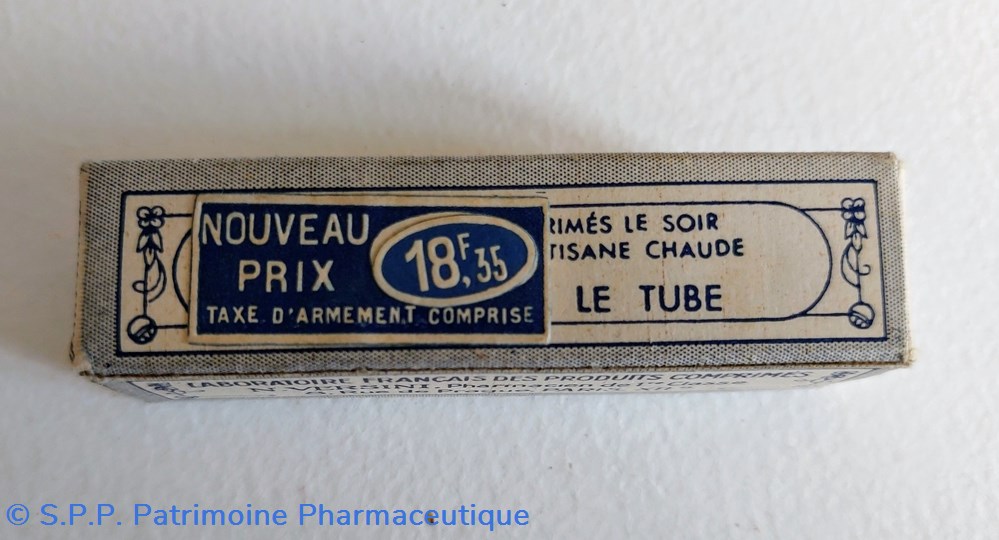 NOUVEAU
PRIX
18F,35
TAXE D'ARMEMENT COMPRISE
RIMÉS LE SOIR
TISANE CHAUDE
LE TUBE
LABORATOIRE FRANÇAIS DES PRODUITS COMPRIMÉS
© S.P.P. Patrimoine Pharmaceutique